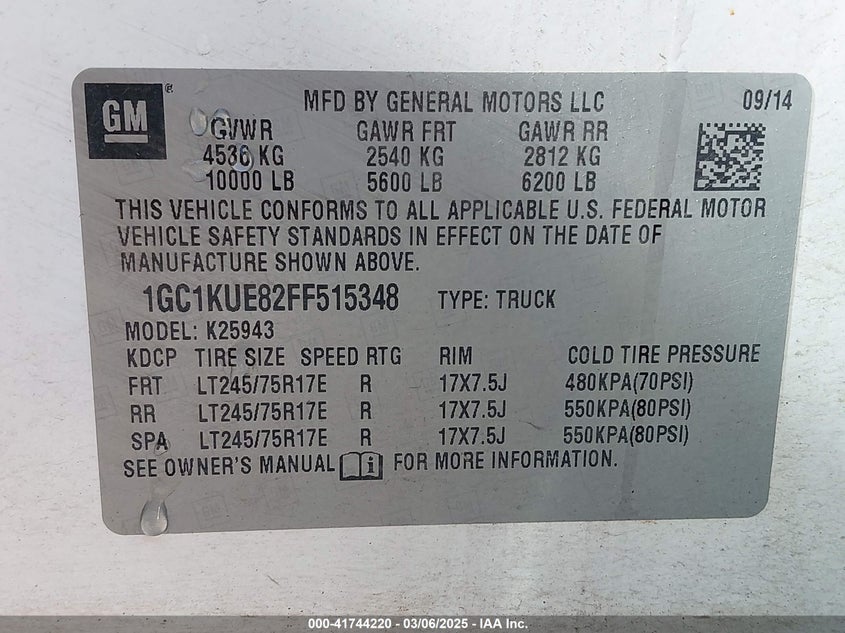 GM ® MFD BY GENERAL MOTORS LLC 09/14
GVWR GAWR FRT GAWR RR
4536 KG 2540 KG 2812 KG
10000 LB 5600 LB 6200 LB
THIS VEHICLE CONFORMS TO ALL APPLICABLE U.S. FEDERAL MOTOR
VEHICLE SAFETY STANDARDS IN EFFECT ON THE DATE OF
MANUFACTURE SHOWN ABOVE.
1GC1KUE82FF515348 TYPE: TRUCK
MODEL: K25943
KDCP TIRE SIZE SPEED RTG RIM COLD TIRE PRESSURE
FRT LT245/75R17E R 17X7.5J 480KPA(70PSI)
RR LT245/75R17E R 17X7.5J 550KPA(80PSI)
SPA LT245/75R17E R 17X7.5J 550KPA(80PSI)
SEE OWNER'S MANUAL i FOR MORE INFORMATION.
000-41744220 - 03/06/2025 - IAA Inc.